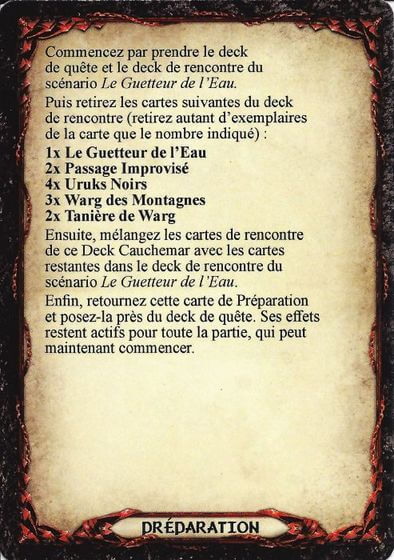 Commencez par prendre le deck
de quête et le deck de rencontre du
scénario Le Guetteur de l'Eau.
Puis retirez les cartes suivantes du deck
de rencontre (retirez autant d'exemplaires
de la carte que le nombre indiqué) :
1x Le Guetteur de l'Eau
2x Passage Improvisé
4x Uruks Noirs
3x Warg des Montagnes
2x Tanière de Warg
Ensuite, mélangez les cartes de rencontre
de ce Deck Cauchemar avec les cartes
restantes dans le deck de rencontre du
scénario Le Guetteur de l'Eau.
Enfin, retournez cette carte de Préparation
et posez-la près du deck de quête. Ses effets
restent actifs pour toute la partie, qui peut
maintenant commencer.
PRÉPARATION